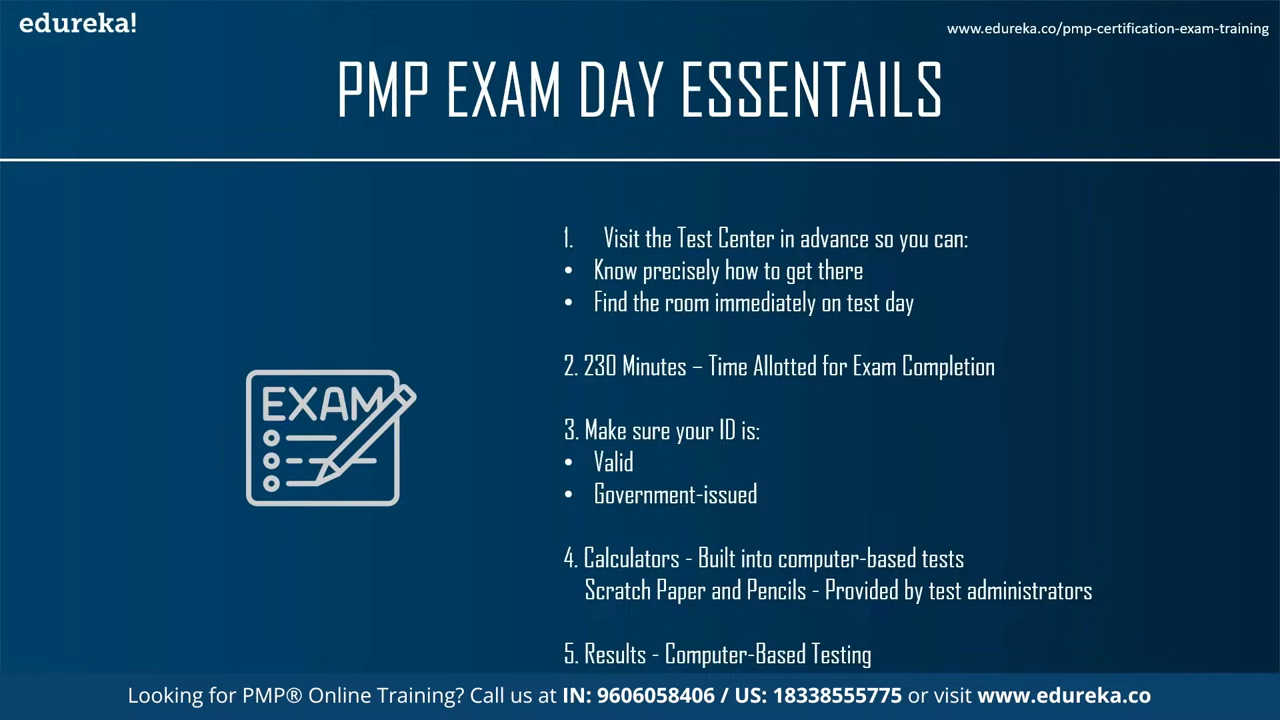 edureka!
www.edureka.co/pmp-certification-exam-training
PMP EXAM DAY ESSENTAILS
1. Visit the Test Center in advance so you can:
• Know precisely how to get there
• Find the room immediately on test day
2. 230 Minutes – Time Allotted for Exam Completion
EXAM
3. Make sure your ID is:
• Valid
• Government-issued
4. Calculators - Built into computer-based tests
Scratch Paper and Pencils - Provided by test administrators
5. Results - Computer-Based Testing
Looking for PMP® Online Training? Call us at IN: 9606058406 / US: 18338555775 or visit www.edureka.co